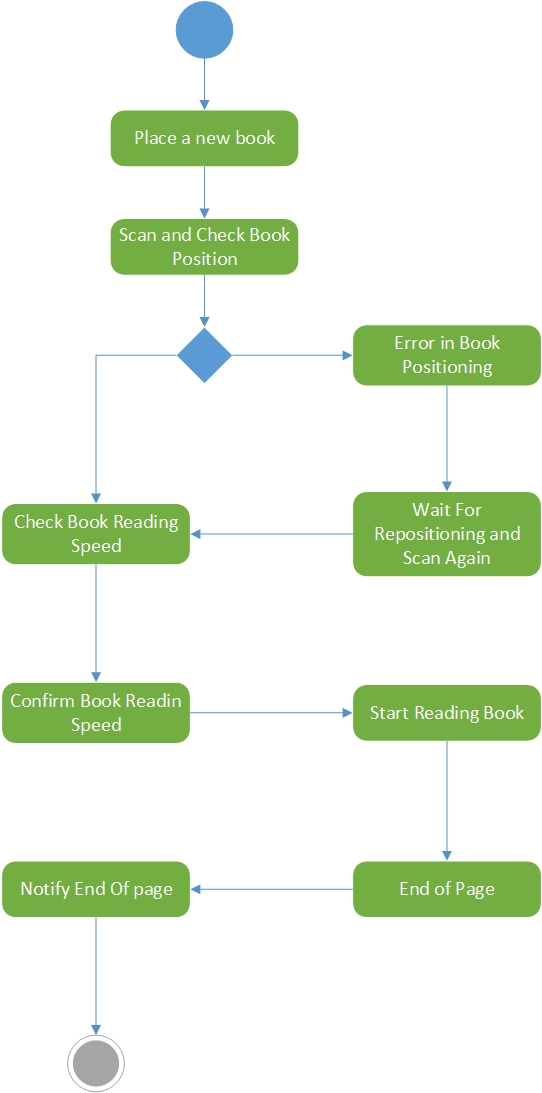 Place a new book
Scan and Check Book
Position
Error in Book
Positioning
Check Book Reading
Speed
Wait For
Repositioning and
Scan Again
Confirm Book Readin
Speed
Start Reading Book
Notify End Of page
End of Page